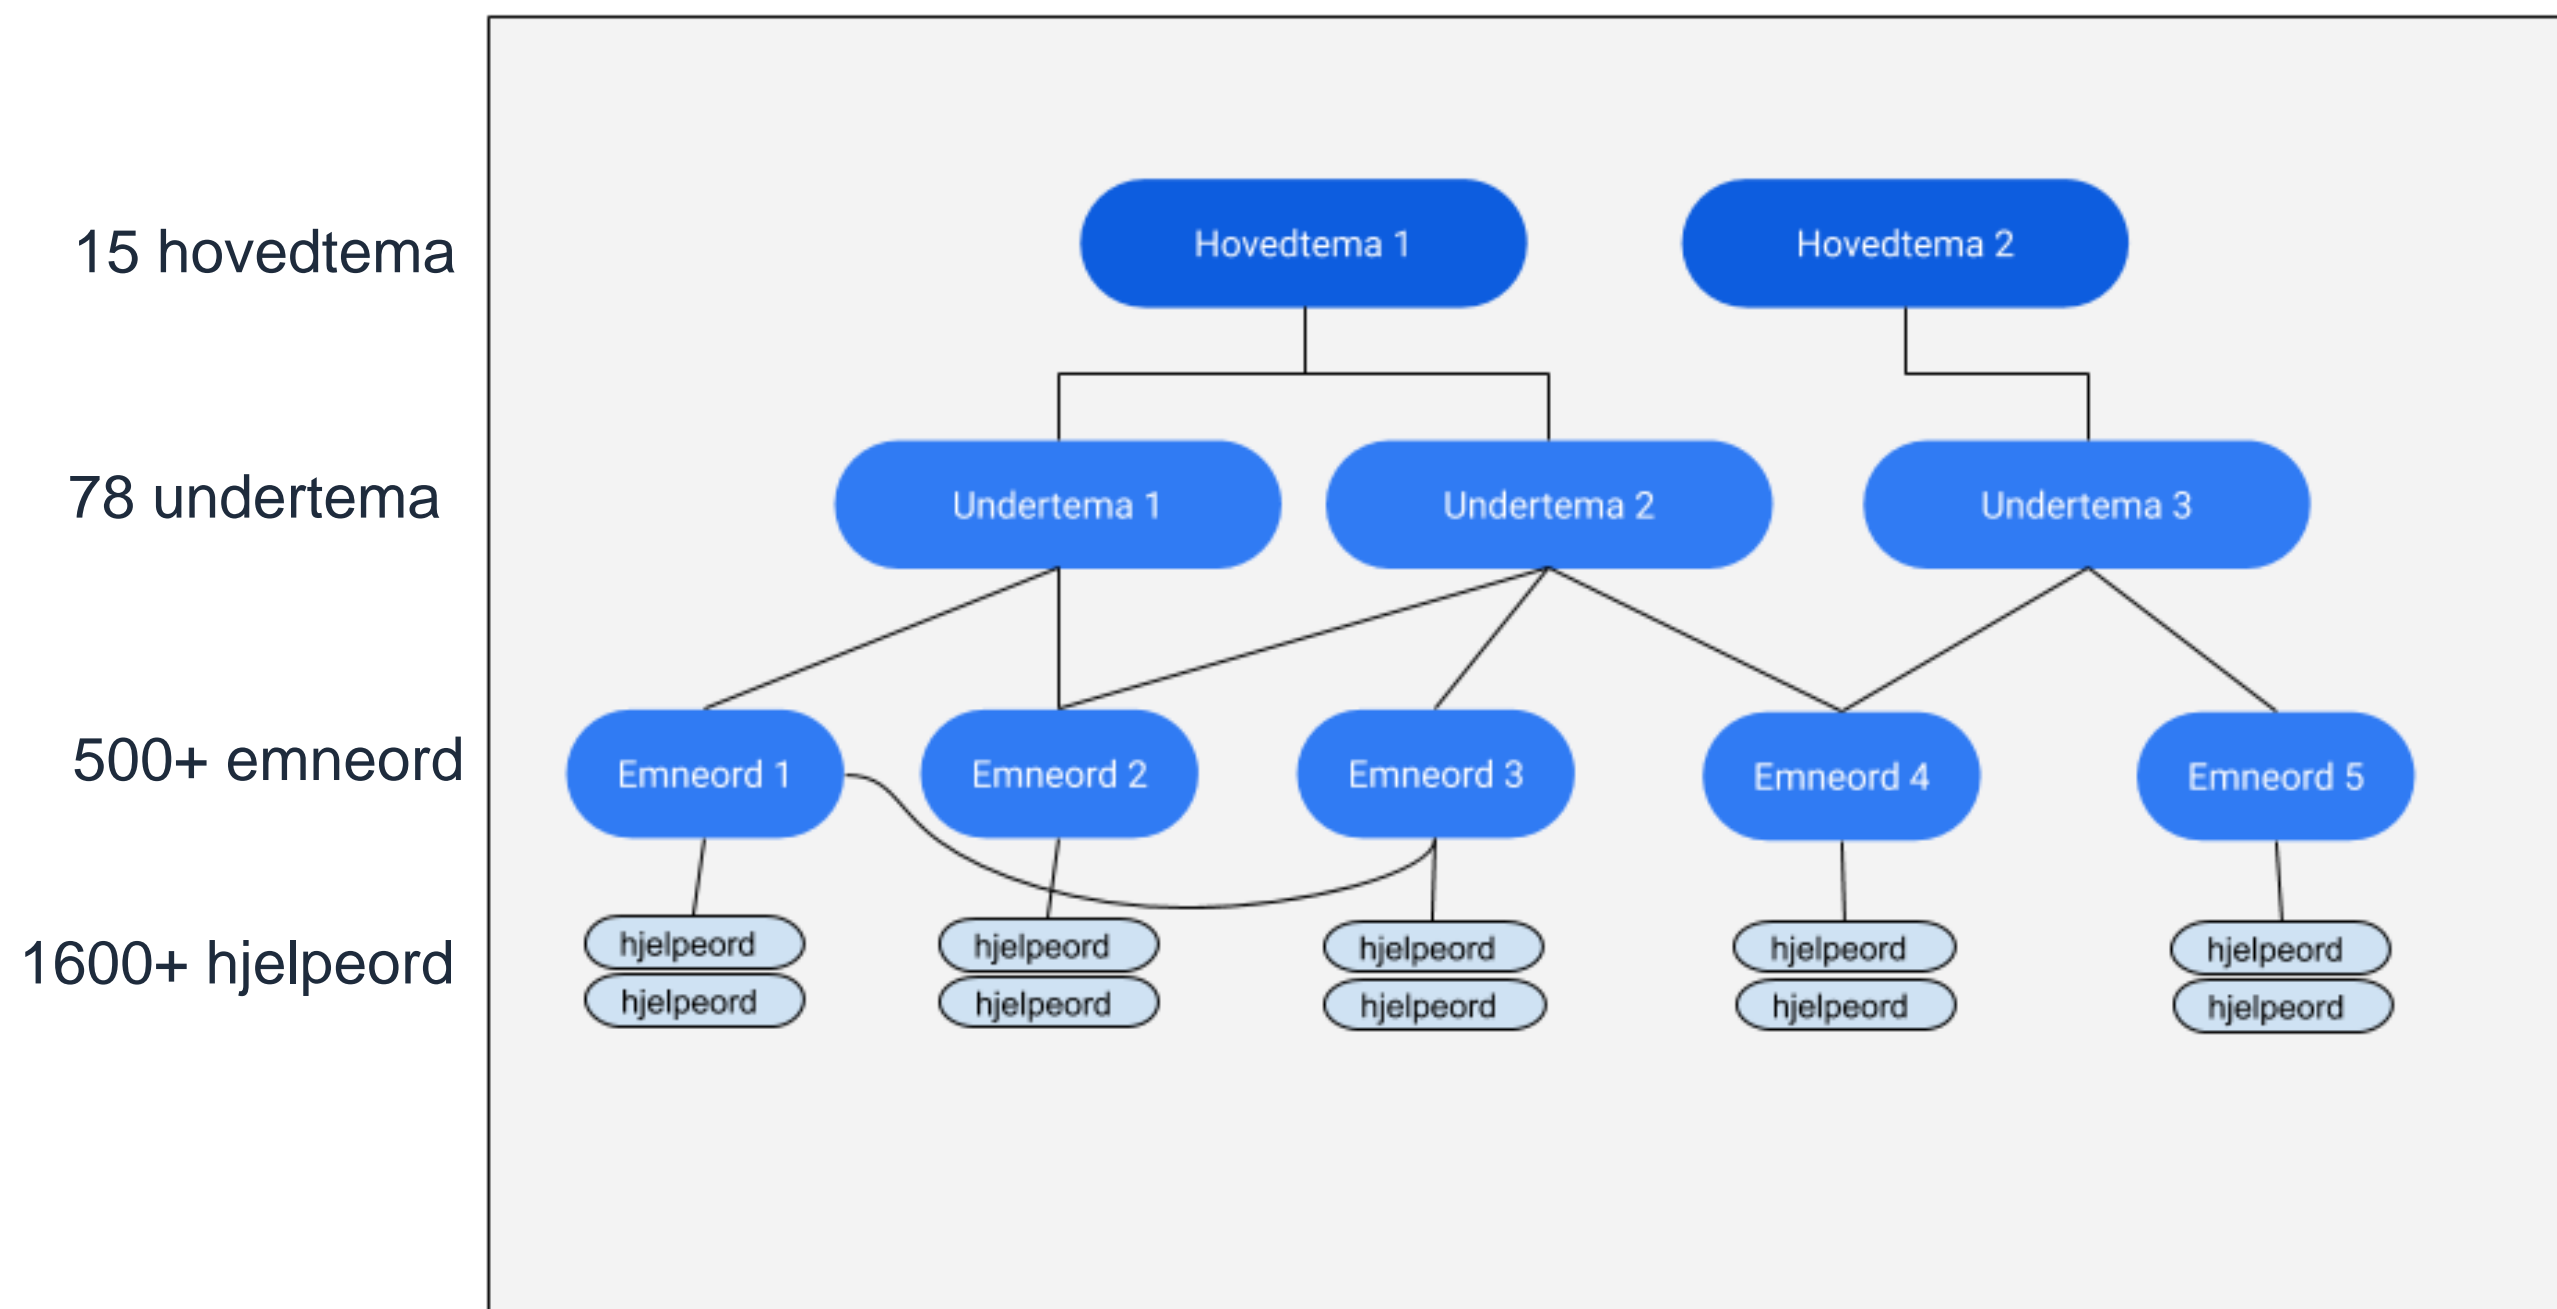 15 hovedtema
Hovedtema 1
Hovedtema 2
78 undertema
Undertema 1
Undertema 2
Undertema 3
500+ emneord
Emneord 1
Emneord 2
Emneord 3
Emneord 4
Emneord 5
1600+ hjelpeord
hjelpeord
hjelpeord
hjelpeord
hjelpeord
hjelpeord
hjelpeord
hjelpeord
hjelpeord
hjelpeord
hjelpeord